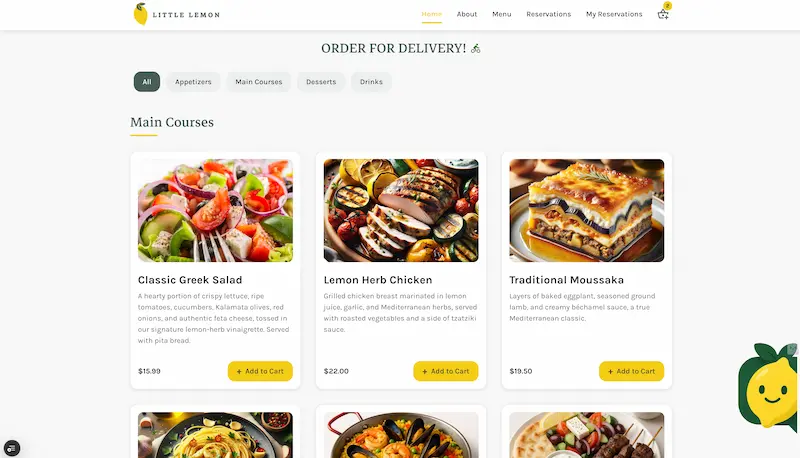 LITTLE LEMON
Home About Menu Reservations My Reservations 2
ORDER FOR DELIVERY!
All Appetizers Main Courses Desserts Drinks
Main Courses
Classic Greek Salad
A hearty portion of crispy lettuce, ripe
tomatoes, cucumbers, Kalamata olives, red
onions, and authentic feta cheese, tossed in
our signature lemon-herb vinaigrette. Served
with pita bread.
$15.99
+ Add to Cart
Lemon Herb Chicken
Grilled chicken breast marinated in lemon
juice, garlic, and Mediterranean herbs, served
with roasted vegetables and a side of tzatziki
sauce.
$22.00
+ Add to Cart
Traditional Moussaka
Layers of baked eggplant, seasoned ground
lamb, and creamy béchamel sauce, a true
Mediterranean classic.
$19.50
+ Add to Cart